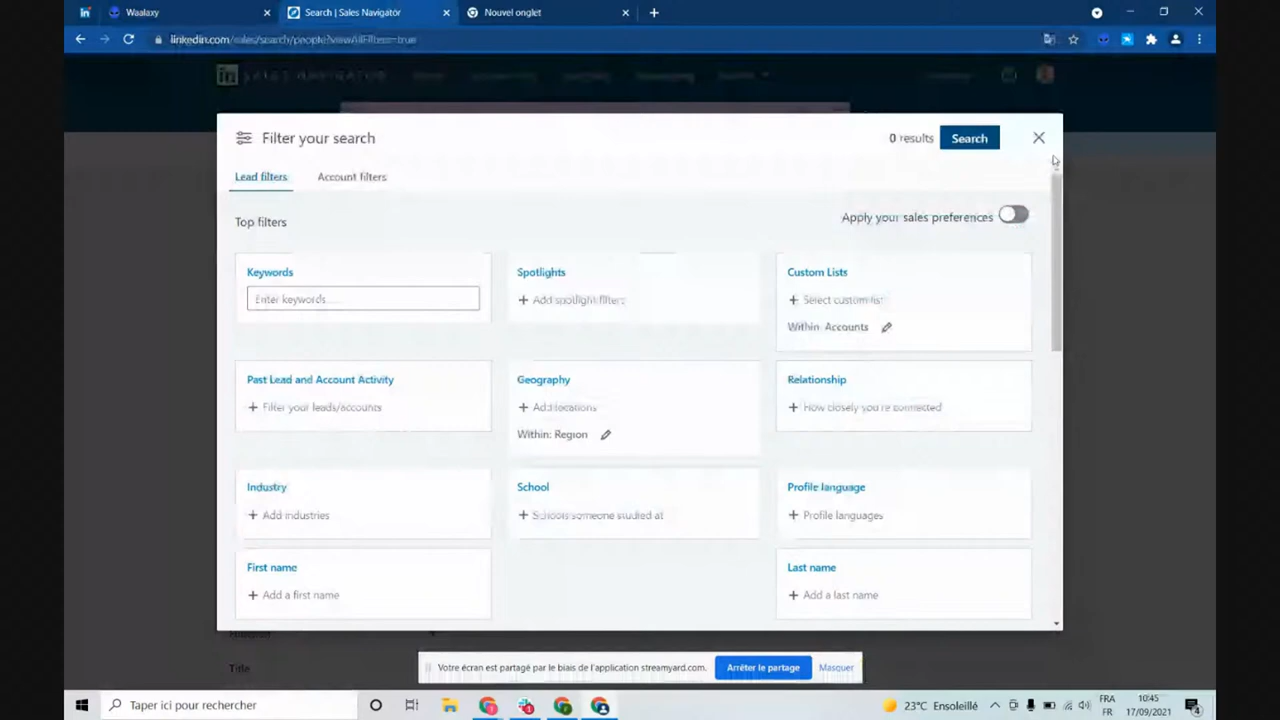 Waalaxy
Search | Sales Navigator
Nouvel onglet
linkedin.com/sales/search/people?viewAllFilters=true
in SALES NAVIGATOR
Filter your search
0 results
Search
Lead filters
Account filters
Top filters
Apply your sales preferences
Keywords
Spotlights
Custom Lists
Enter keywords...
+ Add spotlight filters
+ Select custom list
Within: Accounts
Past Lead and Account Activity
Geography
Relationship
+ Filter your leads/accounts
+ Add locations
+ How closely you're connected
Within: Region
Industry
School
Profile language
+ Add industries
+ Schools someone studied at
+ Profile languages
First name
Last name
+ Add a first name
+ Add a last name
Function
Title
Votre écran est partagé par le biais de l'application streamyard.com.
Arrêter le partage
Masquer
Taper ici pour rechercher
23°C Ensoleillé
FRA
FR
10:45
17/09/2021
4